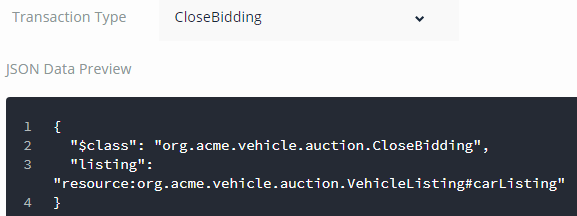 Transaction Type CloseBidding
JSON Data Preview
1 {
2 "$class": "org.acme.vehicle.auction.CloseBidding",
3 "listing":
"resource:org.acme.vehicle.auction.VehicleListing#carListing"
4 }